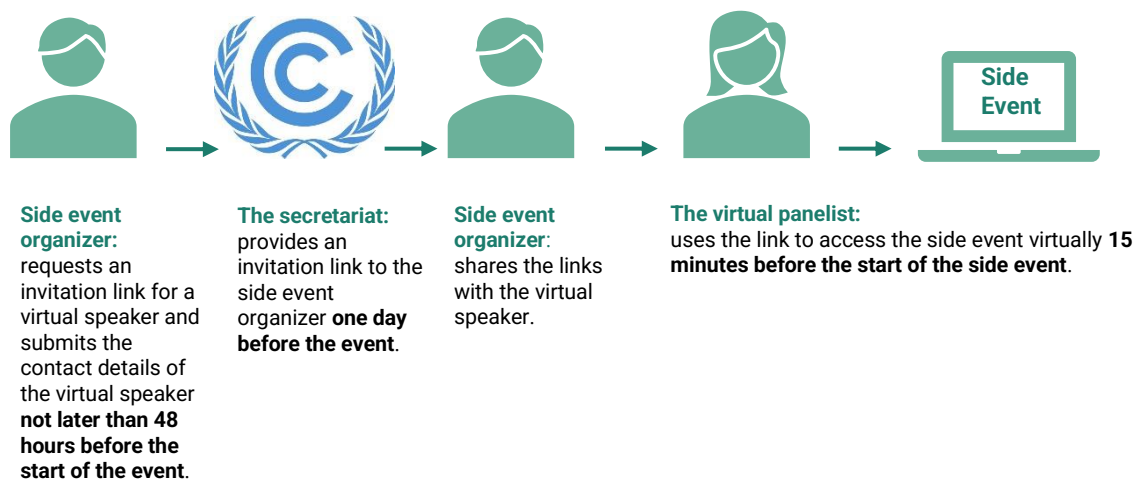 Side
Event
Side event
organizer:
requests an
invitation link for a
virtual speaker and
submits the
contact details of
the virtual speaker
not later than 48
hours before the
start of the event.
The secretariat:
provides an
invitation link to the
side event
organizer one day
before the event.
Side event
organizer:
shares the links
with the virtual
speaker.
The virtual panelist:
uses the link to access the side event virtually 15
minutes before the start of the side event.